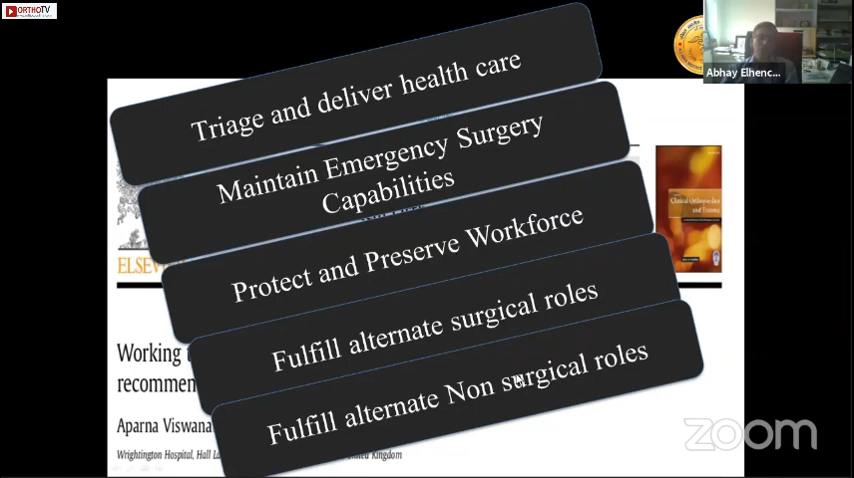 ORTHOTV
Abhay Elhenc...
Triage and deliver health care
Maintain Emergency Surgery
Capabilities
Protect and Preserve Workforce
Fulfill alternate surgical roles
Fulfill alternate Non surgical roles
Clinical Orthopaedics
and Trauma
ELSEV
Working
recommen
Aparna Viswana
Wrightington Hospital, Hall
Kingdom
zoom